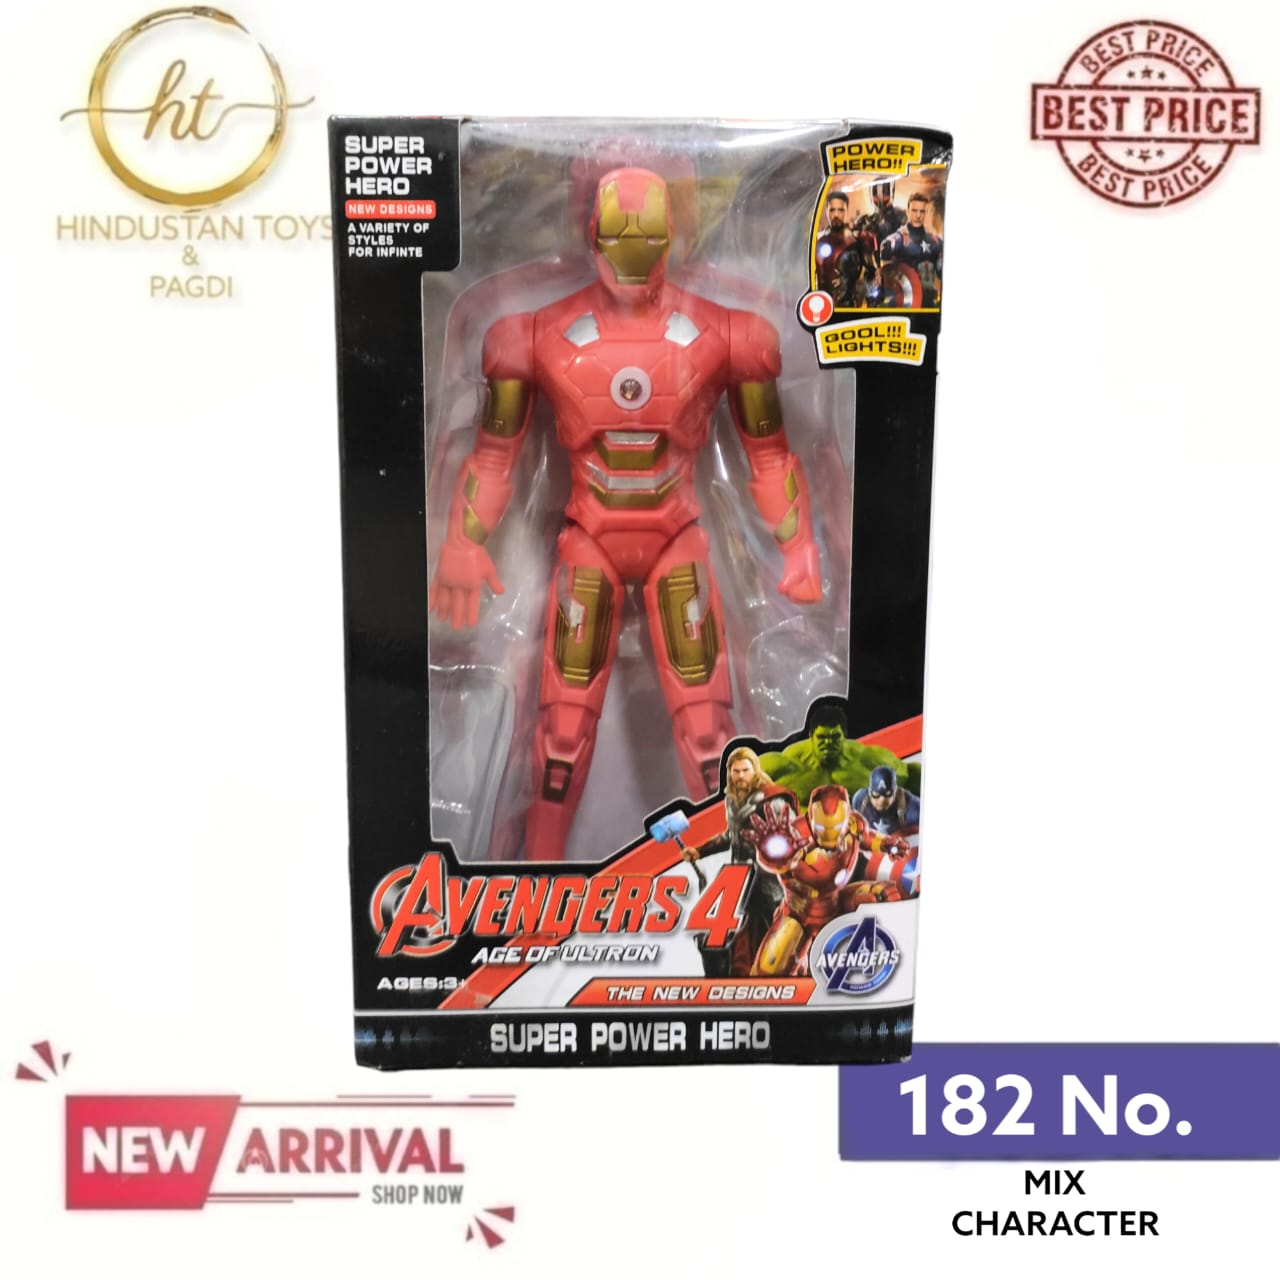 ht
HINDUSTAN TOYS
&
PAGDI
BEST PRICE
BEST PRICE
BEST PRICE
SUPER
POWER
HERO
NEW DESIGNS
A VARIETY OF
STYLES
FOR INFINTE
POWER
HERO!!
GOOL!!!
LIGHTS!!!
AVENGERS 4
AGE OF ULTRON
AGES:3+
THE NEW DESIGNS
AVENGERS
SUPER POWER HERO
NEW ARRIVAL
SHOP NOW
182 No.
MIX
CHARACTER